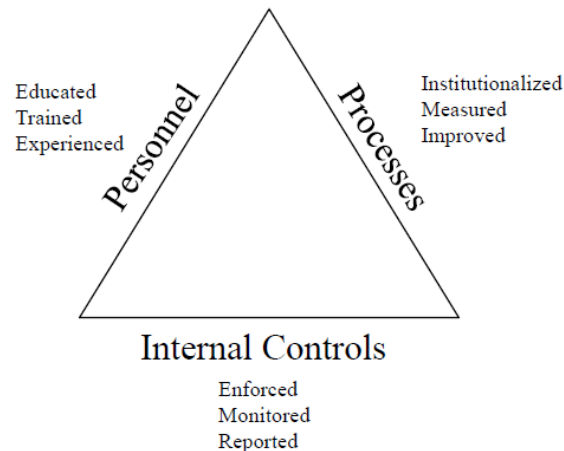 Educated
Trained
Experienced
Personnel
Processes
Institutionalized
Measured
Improved
Internal Controls
Enforced
Monitored
Reported